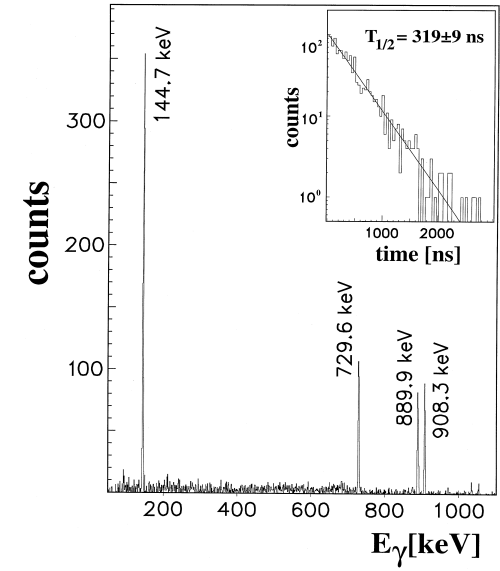 144.7 keV
729.6 keV
889.9 keV
908.3 keV
counts
300
200
100
200 400 600 800 1000
Eγ[keV]
T1/2 = 319±9 ns
counts
10²
10¹
10⁰
1000 2000
time [ns]